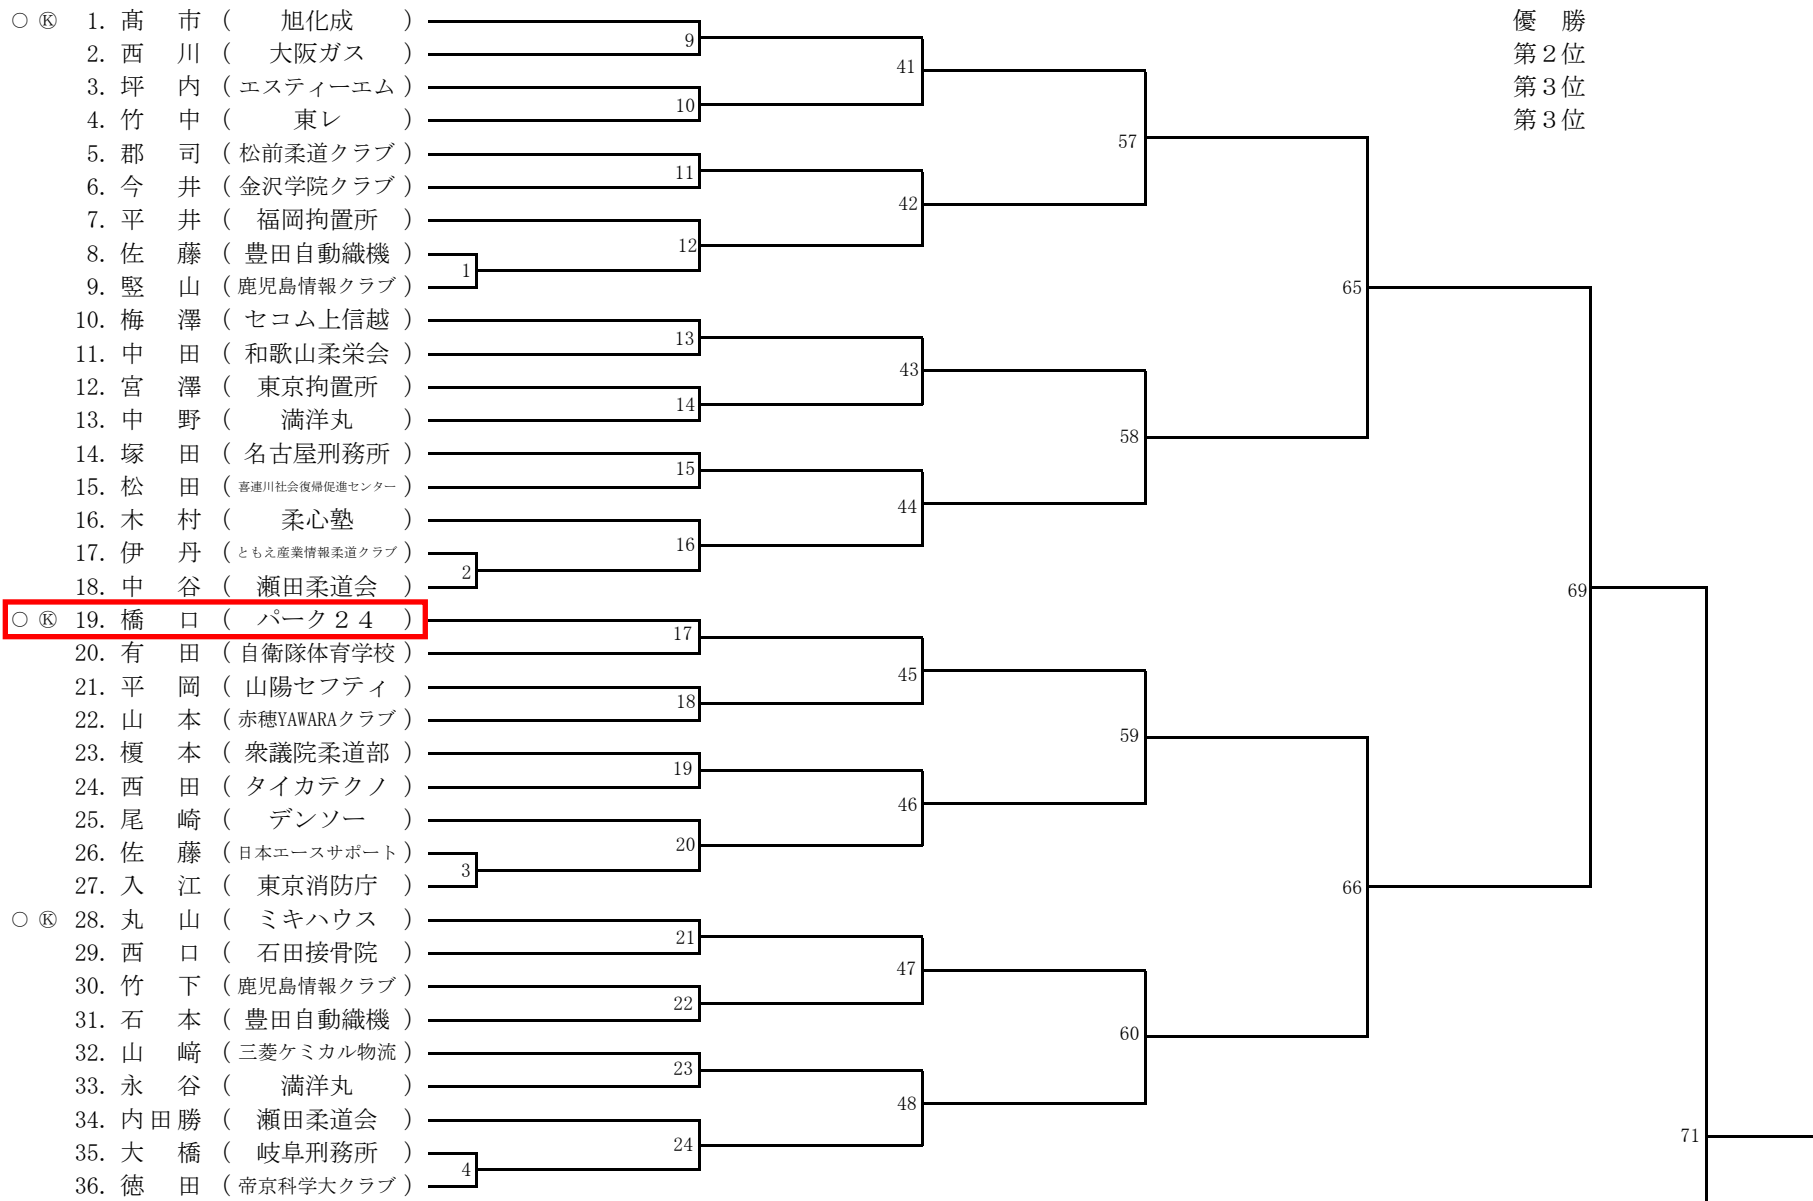 ○ Ⓚ 1. 髙 市 ( 旭化成 )
2. 西 川 ( 大阪ガス )
3. 坪 内 ( エスティーエム )
4. 竹 中 ( 東レ )
5. 郡 司 ( 松前柔道クラブ )
6. 今 井 ( 金沢学院クラブ )
7. 平 井 ( 福岡拘置所 )
8. 佐 藤 ( 豊田自動織機 )
9. 堅 山 ( 鹿児島情報クラブ )
10. 梅 澤 ( セコム上信越 )
11. 中 田 ( 和歌山柔栄会 )
12. 宮 澤 ( 東京拘置所 )
13. 中 野 ( 満洋丸 )
14. 塚 田 ( 名古屋刑務所 )
15. 松 田 ( 喜連川社会復帰促進センター )
16. 木 村 ( 柔心塾 )
17. 伊 丹 ( ともえ産業情報柔道クラブ )
18. 中 谷 ( 瀬田柔道会 )
○ Ⓚ 19. 橋 口 ( パーク24 )
20. 有 田 ( 自衛隊体育学校 )
21. 平 岡 ( 山陽セフティ )
22. 山 本 ( 赤穂YAWARAクラブ )
23. 榎 本 ( 衆議院柔道部 )
24. 西 田 ( タイカテクノ )
25. 尾 崎 ( デンソー )
26. 佐 藤 ( 日本エースサポート )
27. 入 江 ( 東京消防庁 )
○ Ⓚ 28. 丸 山 ( ミキハウス )
29. 西 口 ( 石田接骨院 )
30. 竹 下 ( 鹿児島情報クラブ )
31. 石 本 ( 豊田自動織機 )
32. 山 﨑 ( 三菱ケミカル物流 )
33. 永 谷 ( 満洋丸 )
34. 内田勝 ( 瀬田柔道会 )
35. 大 橋 ( 岐阜刑務所 )
36. 徳 田 ( 帝京科学大クラブ )
1
2
3
4
9
10
11
12
13
14
15
16
17
18
19
20
21
22
23
24
41
42
43
44
45
46
47
48
57
58
59
60
65
66
69
71
優 勝
第2位
第3位
第3位